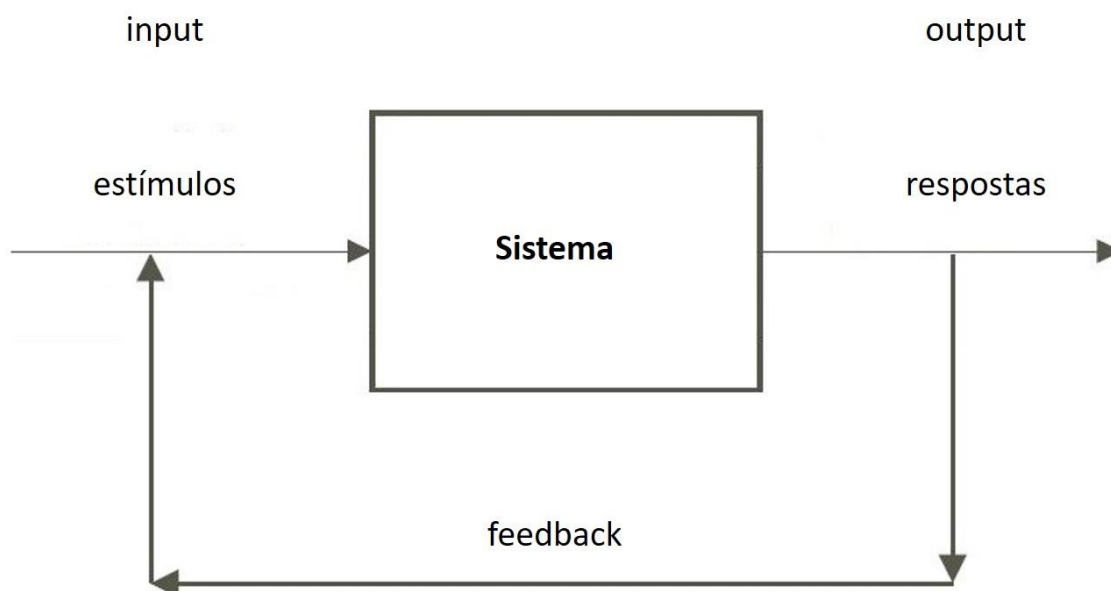 input
output
estímulos
respostas
Sistema
feedback